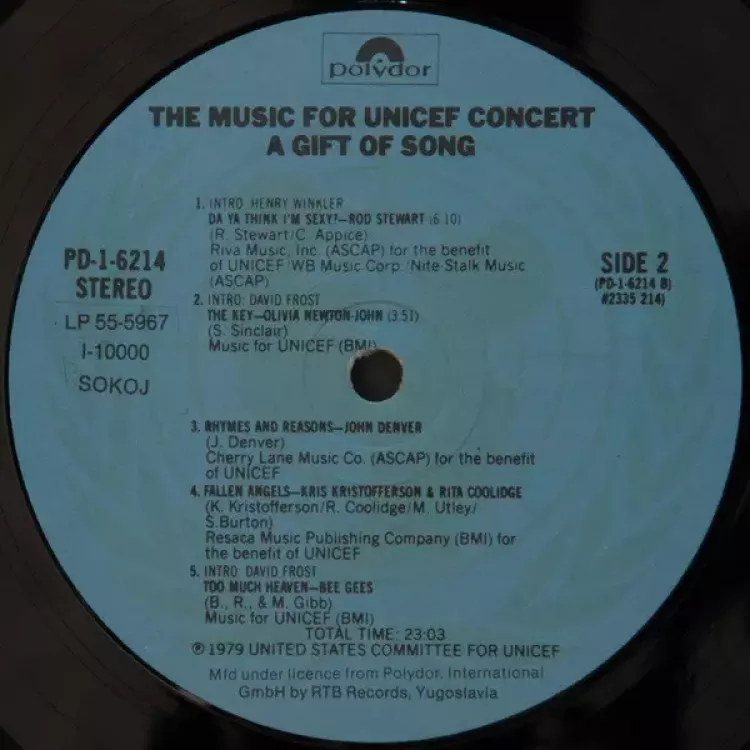 polydor
THE MUSIC FOR UNICEF CONCERT
A GIFT OF SONG
PD-1-6214
STEREO
LP 55-5967
I-10000
SOKOJ
SIDE 2
(PD-1-6214 B)
(2335 214)
1. INTRO: HENRY WINKLER
DA YA THINK I'M SEXY?—ROD STEWART (6:10)
(R. Stewart/C. Appice)
Riva Music, Inc. (ASCAP) for the benefit
of UNICEF/WB Music Corp./Nite Stalk Music
(ASCAP)
2. INTRO: DAVID FROST
THE KEY—OLIVIA NEWTON-JOHN (3:51)
(S. Sinclair)
Music for UNICEF (BMI)
3. RHYMES AND REASONS—JOHN DENVER
(J. Denver)
Cherry Lane Music Co. (ASCAP) for the benefit
of UNICEF
4. FALLEN ANGELS—KRIS KRISTOFFERSON & RITA COOLIDGE
(K. Kristofferson/R. Coolidge/M. Utley/
S.Burton)
Resaca Music Publishing Company (BMI) for
the benefit of UNICEF
5. INTRO: DAVID FROST
TOO MUCH HEAVEN—BEE GEES
(B., R., & M. Gibb)
Music for UNICEF (BMI)
TOTAL TIME: 23:03
℗ 1979 UNITED STATES COMMITTEE FOR UNICEF
Mfd under licence from Polydor. International
GmbH by RTB Records, Yugoslavia